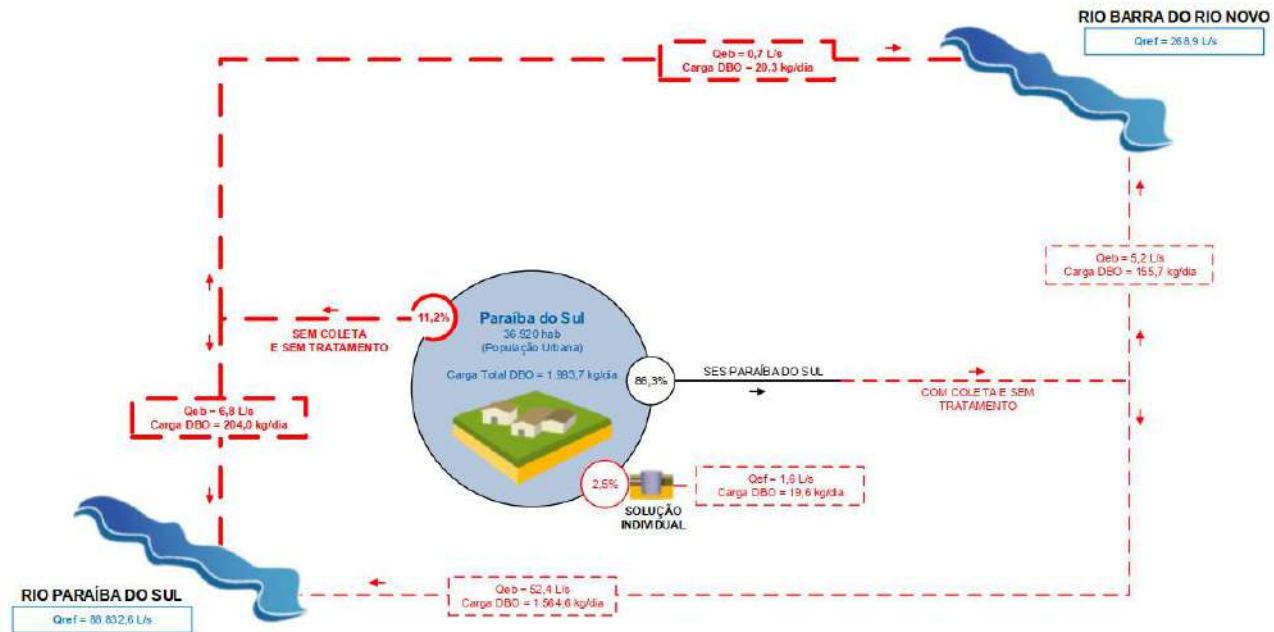 RIO BARRA DO RIO NOVO
Qref = 268,9 L/s
Qeb = 0,7 L/s
Carga DBO = 20,3 kg/dia
Qeb = 5,2 L/s
Carga DBO = 155,7 kg/dia
11,2%
SEM COLETA
E SEM TRATAMENTO
Paraíba do Sul
36.920 hab
(População Urbana)
Carga Total DBO = 1.993,7 kg/dia
86,3%
SES PARAÍBA DO SUL
COM COLETA E SEM
TRATAMENTO
Qeb = 6,8 L/s
Carga DBO = 204,0 kg/dia
2,5%
SOLUÇÃO
INDIVIDUAL
Qef = 1,6 L/s
Carga DBO = 19,6 kg/dia
RIO PARAÍBA DO SUL
Qref = 88.832,6 L/s
Qeb = 52,4 L/s
Carga DBO = 1.564,6 kg/dia